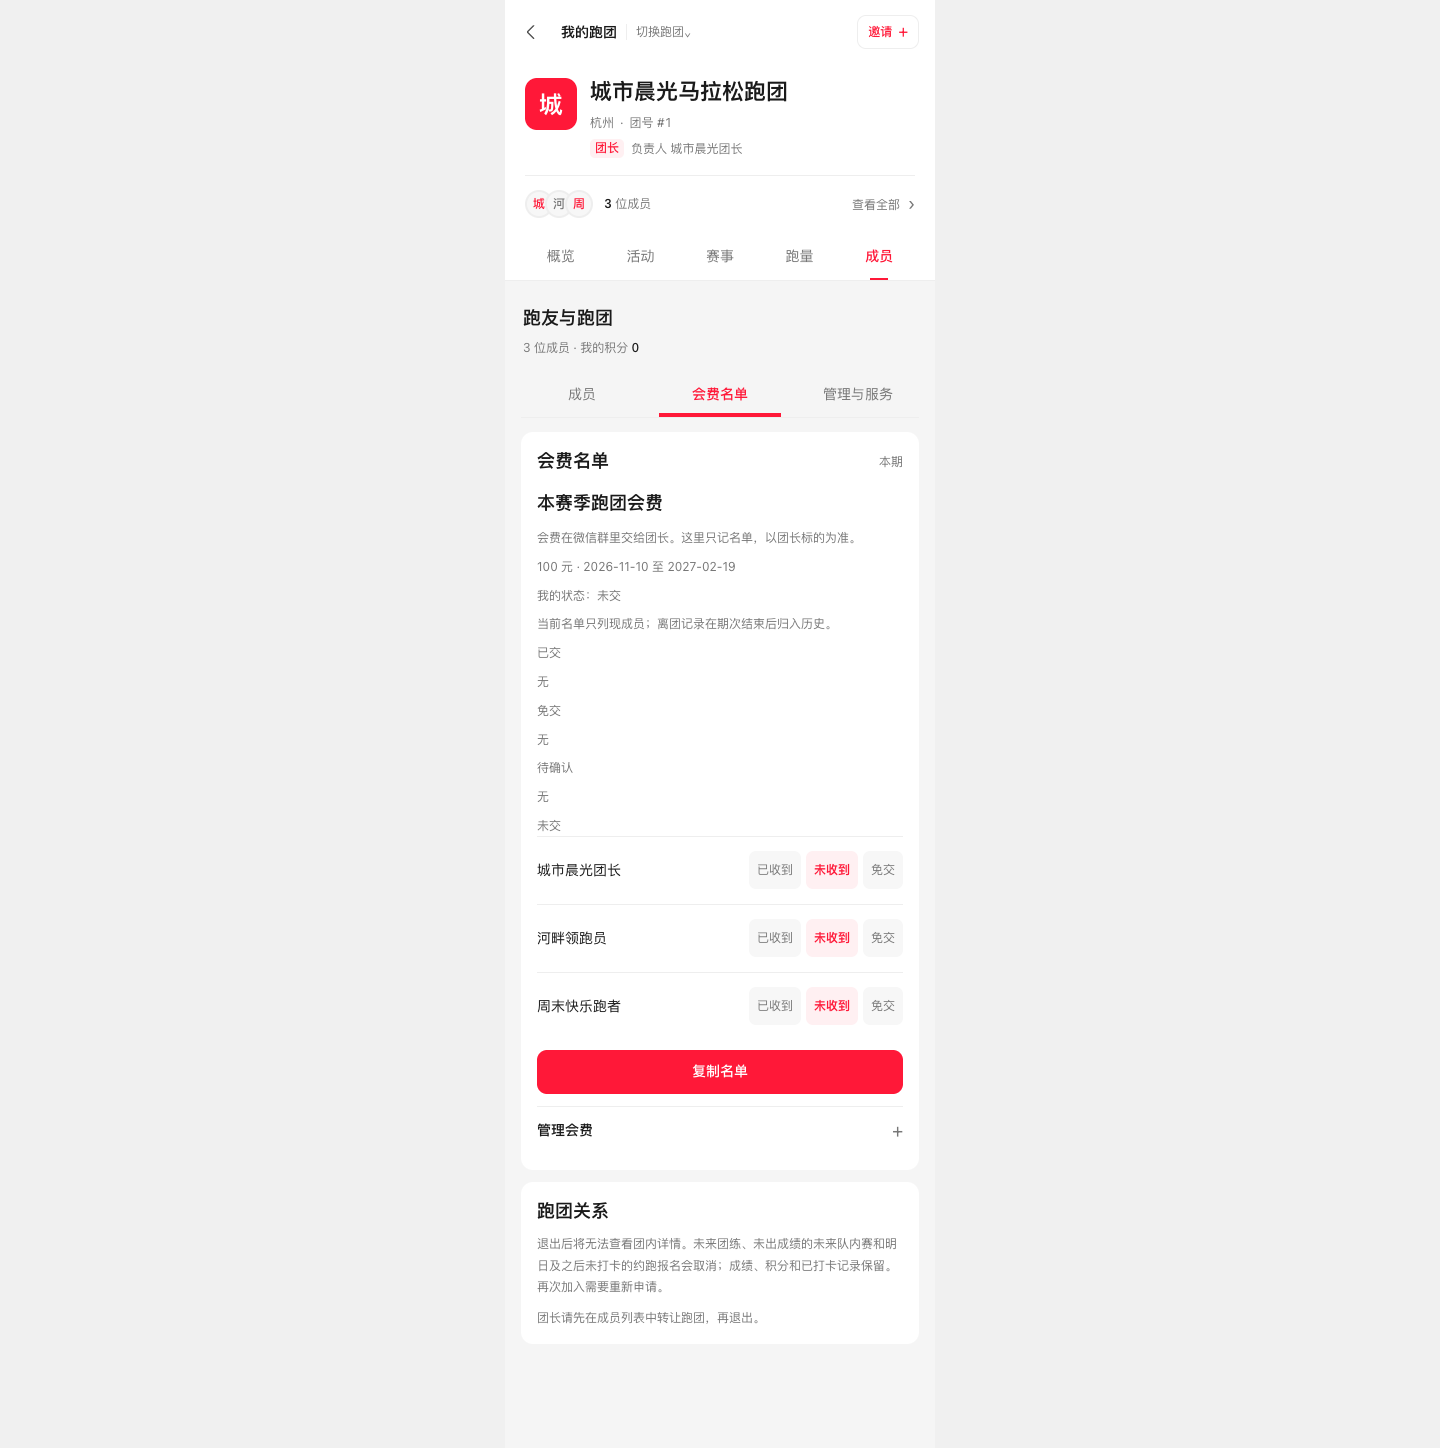 我的跑团 切换跑团 邀请 +
城 城市晨光马拉松跑团
杭州 · 团号 #1
团长 负责人 城市晨光团长
城 河 周 3 位成员 查看全部
概览 活动 赛事 跑量 成员
跑友与跑团
3 位成员 · 我的积分 0
成员 会费名单 管理与服务
会费名单 本期
本赛季跑团会费
会费在微信群里交给团长。这里只记名单，以团长标的为准。
100 元 · 2026-11-10 至 2027-02-19
我的状态：未交
当前名单只列现成员；离团记录在期次结束后归入历史。
已交
无
免交
无
待确认
无
未交
城市晨光团长 已收到 未收到 免交
河畔领跑员 已收到 未收到 免交
周末快乐跑者 已收到 未收到 免交
复制名单
管理会费 +
跑团关系
退出后将无法查看团内详情。未来团练、未出成绩的未来队内赛和明
日及之后未打卡的约跑报名会取消；成绩、积分和已打卡记录保留。
再次加入需要重新申请。
团长请先在成员列表中转让跑团，再退出。